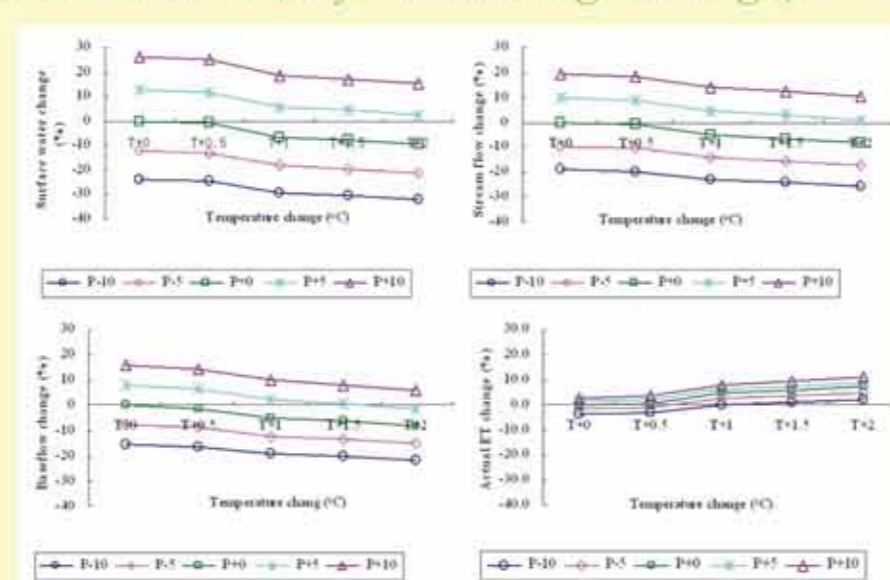 30
20
10
0
-10
-20
-30
-40
Surface water change
(%)
T+0 T+0.5 T+1 T+1.5 T+2
Temperature change (°C)
P-10 P-5 P+0 P+5 P+10
30
20
10
0
-10
-20
-30
-40
Stream flow change (%)
T+0 T+0.5 T+1 T+1.5 T+2
Temperature change (°C)
P-10 P-5 P+0 P+5 P+10
30
20
10
0
-10
-20
-30
-40
Baseflow change (%)
T+0 T+0.5 T+1 T+1.5 T+2
Temperature chang (°C)
P-10 P-5 P+0 P+5 P+10
30.0
20.0
10.0
0.0
-10.0
-20.0
-30.0
-40.0
Actual ET change (%)
T+0 T+0.5 T+1 T+1.5 T+2
Temperature change (°C)
P-10 P-5 P+0 P+5 P+10